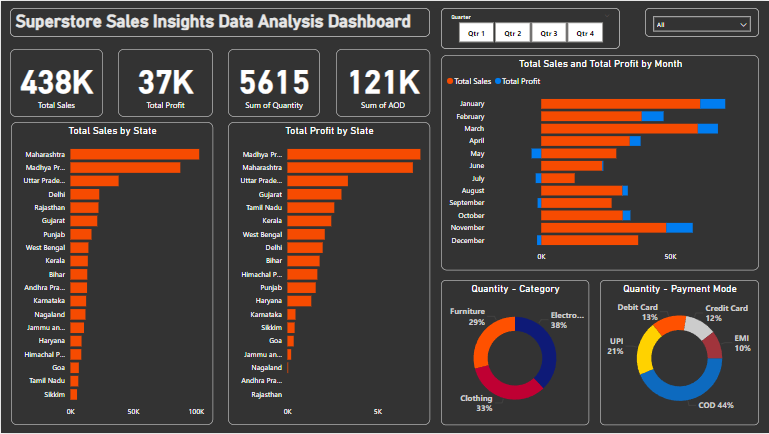 Superstore Sales Insights Data Analysis Dashboard
Quarter
Qtr 1
Qtr 2
Qtr 3
Qtr 4
All
438K
Total Sales
37K
Total Profit
5615
Sum of Quantity
121K
Sum of AOD
Total Sales by State
Maharashtra
Madhya Pr...
Uttar Prade...
Delhi
Rajasthan
Gujarat
Punjab
West Bengal
Kerala
Bihar
Andhra Pra...
Karnataka
Nagaland
Jammu an...
Haryana
Himachal P...
Goa
Tamil Nadu
Sikkim
0K 50K 100K
Total Profit by State
Madhya Pr...
Maharashtra
Uttar Prade...
Gujarat
Tamil Nadu
Kerala
West Bengal
Delhi
Bihar
Himachal P...
Punjab
Haryana
Karnataka
Sikkim
Goa
Jammu an...
Nagaland
Andhra Pra...
Rajasthan
0K 5K
Total Sales and Total Profit by Month
Total Sales Total Profit
January
February
March
April
May
June
July
August
September
October
November
December
0K 50K
Quantity - Category
Furniture
29%
Electro...
38%
Clothing
33%
Quantity - Payment Mode
Debit Card
13%
Credit Card
12%
EMI
10%
UPI
21%
COD 44%